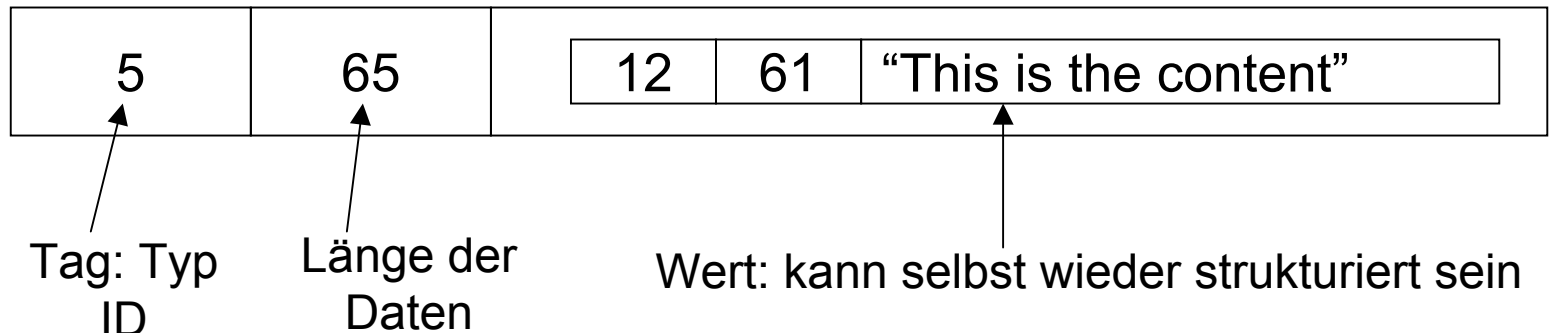 5 65 12 61 “This is the content”
Tag: Typ ID
Länge der Daten
Wert: kann selbst wieder strukturiert sein